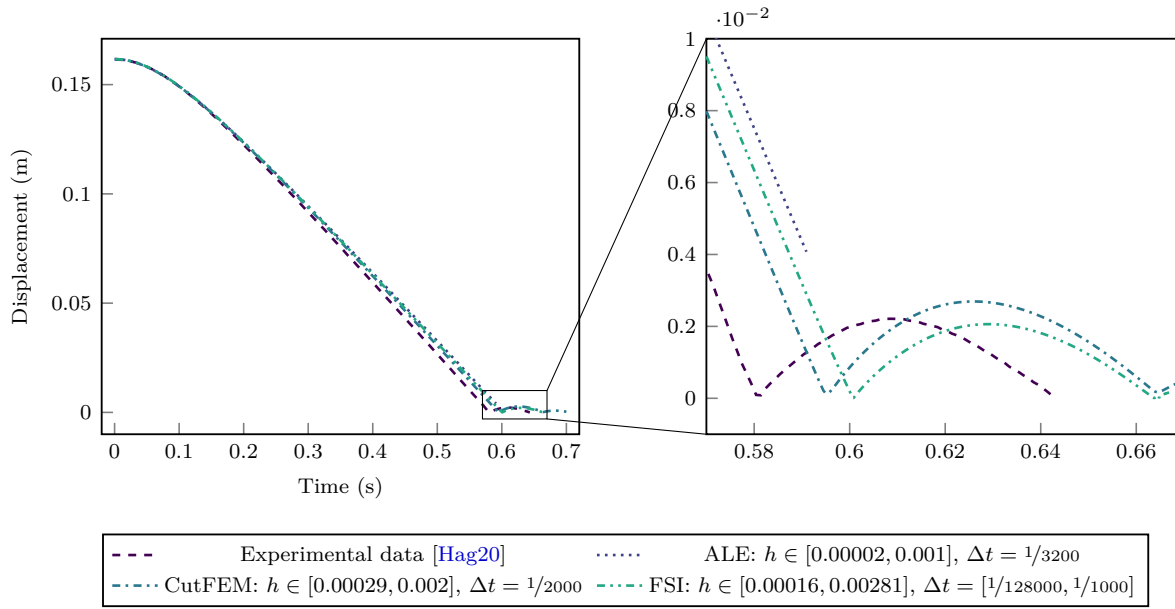 ·10−2
0.15
0.1
0.05
0
Displacement (m)
0 0.1 0.2 0.3 0.4 0.5 0.6 0.7
Time (s)
1
0.8
0.6
0.4
0.2
0
0.58 0.6 0.62 0.64 0.66
Experimental data [Hag20]
ALE: h ∈ [0.00002, 0.001], Δt = 1/3200
CutFEM: h ∈ [0.00029, 0.002], Δt = 1/2000
FSI: h ∈ [0.00016, 0.00281], Δt = [1/128000, 1/1000]